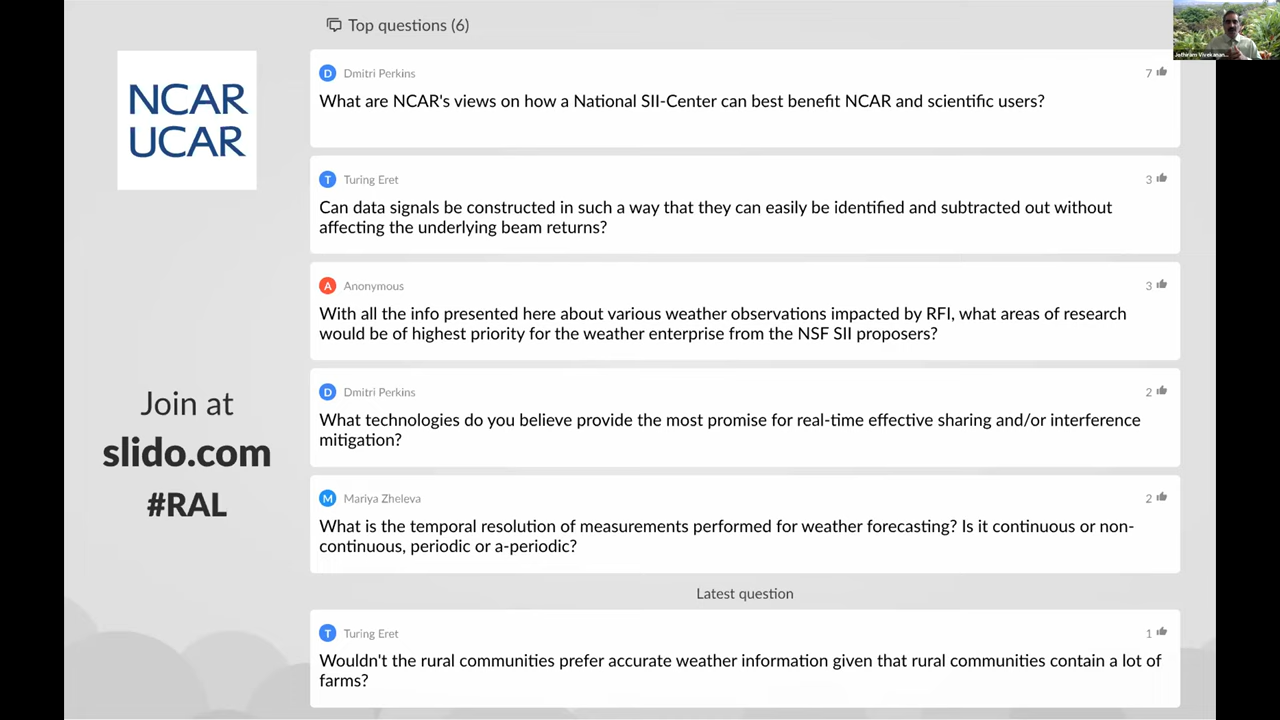 Top questions (6)
NCAR
UCAR
Join at
slido.com
#RAL
D Dmitri Perkins
7
What are NCAR's views on how a National SII-Center can best benefit NCAR and scientific users?
T Turing Eret
3
Can data signals be constructed in such a way that they can easily be identified and subtracted out without
affecting the underlying beam returns?
A Anonymous
3
With all the info presented here about various weather observations impacted by RFI, what areas of research
would be of highest priority for the weather enterprise from the NSF SII proposers?
D Dmitri Perkins
2
What technologies do you believe provide the most promise for real-time effective sharing and/or interference
mitigation?
M Mariya Zheleva
2
What is the temporal resolution of measurements performed for weather forecasting? Is it continuous or non-
continuous, periodic or a-periodic?
Latest question
T Turing Eret
1
Wouldn't the rural communities prefer accurate weather information given that rural communities contain a lot of
farms?